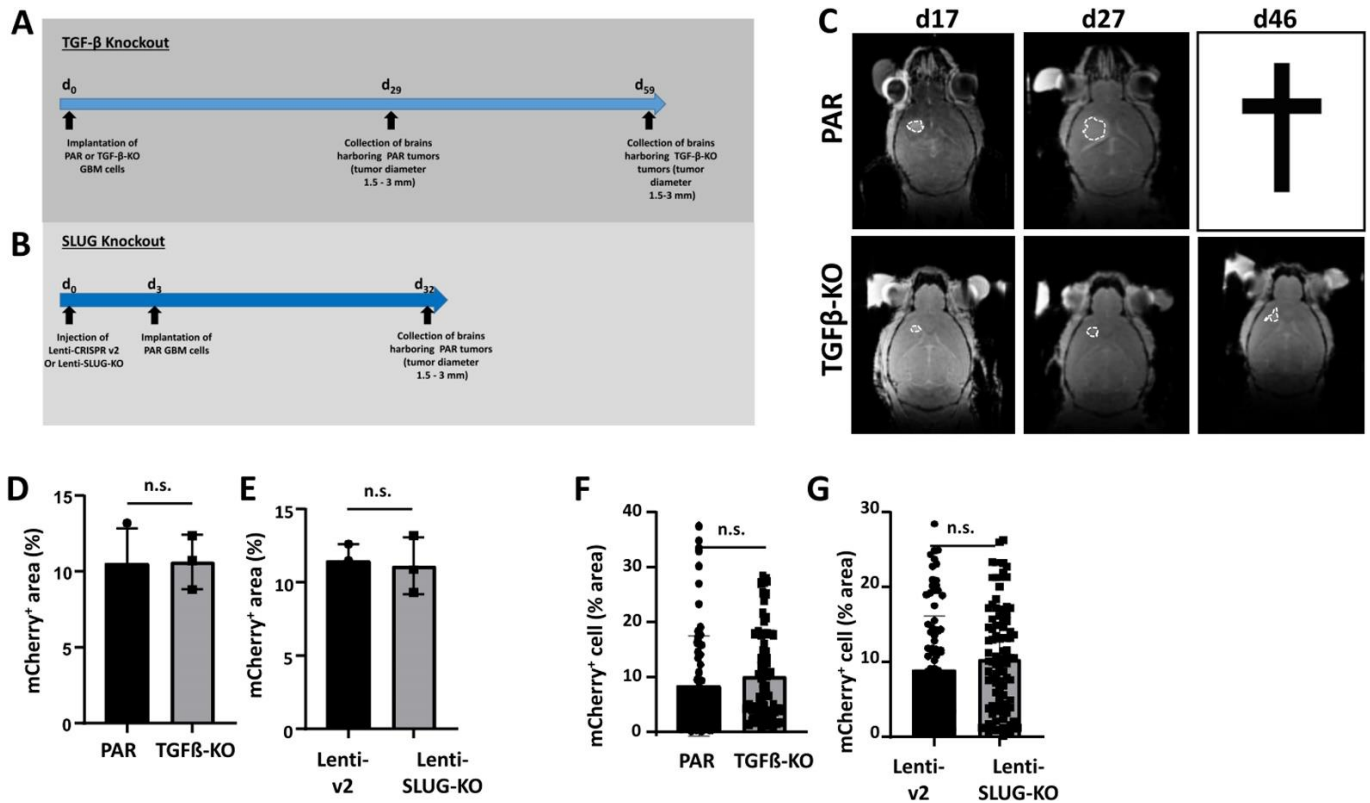 A
TGF-β Knockout
d0
d29
d59
Implantation of
PAR or TGF-β-KO
GBM cells
Collection of brains
harboring PAR tumors
(tumor diameter
1.5 - 3 mm)
Collection of brains
harboring TGF-β-KO
tumors (tumor
diameter
1.5-3 mm)
B
SLUG Knockout
d0
d3
d32
Injection of
Lenti-CRISPR v2
Or Lenti-SLUG-KO
Implantation of
PAR GBM cells
Collection of brains
harboring PAR tumors
(tumor diameter
1.5 - 3 mm)
C
d17
d27
d46
PAR
TGFβ-KO
D
mCherry+ area (%)
15
10
5
0
n.s.
PAR
TGFß-KO
E
mCherry+ area (%)
15
10
5
0
n.s.
Lenti-
v2
Lenti-
SLUG-KO
F
mCherry+ cell (% area)
40
30
20
10
0
n.s.
PAR
TGFß-KO
G
mCherry+ cell (% area)
30
20
10
0
n.s.
Lenti-
v2
Lenti-
SLUG-KO